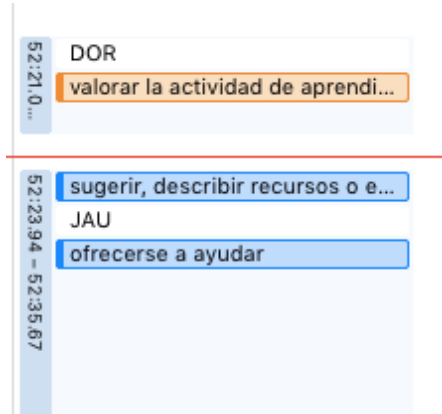 52:21.0...
DOR
valorar la actividad de aprendi...
52:23.94 – 52:35.67
sugerir, describir recursos o e...
JAU
ofrecerse a ayudar